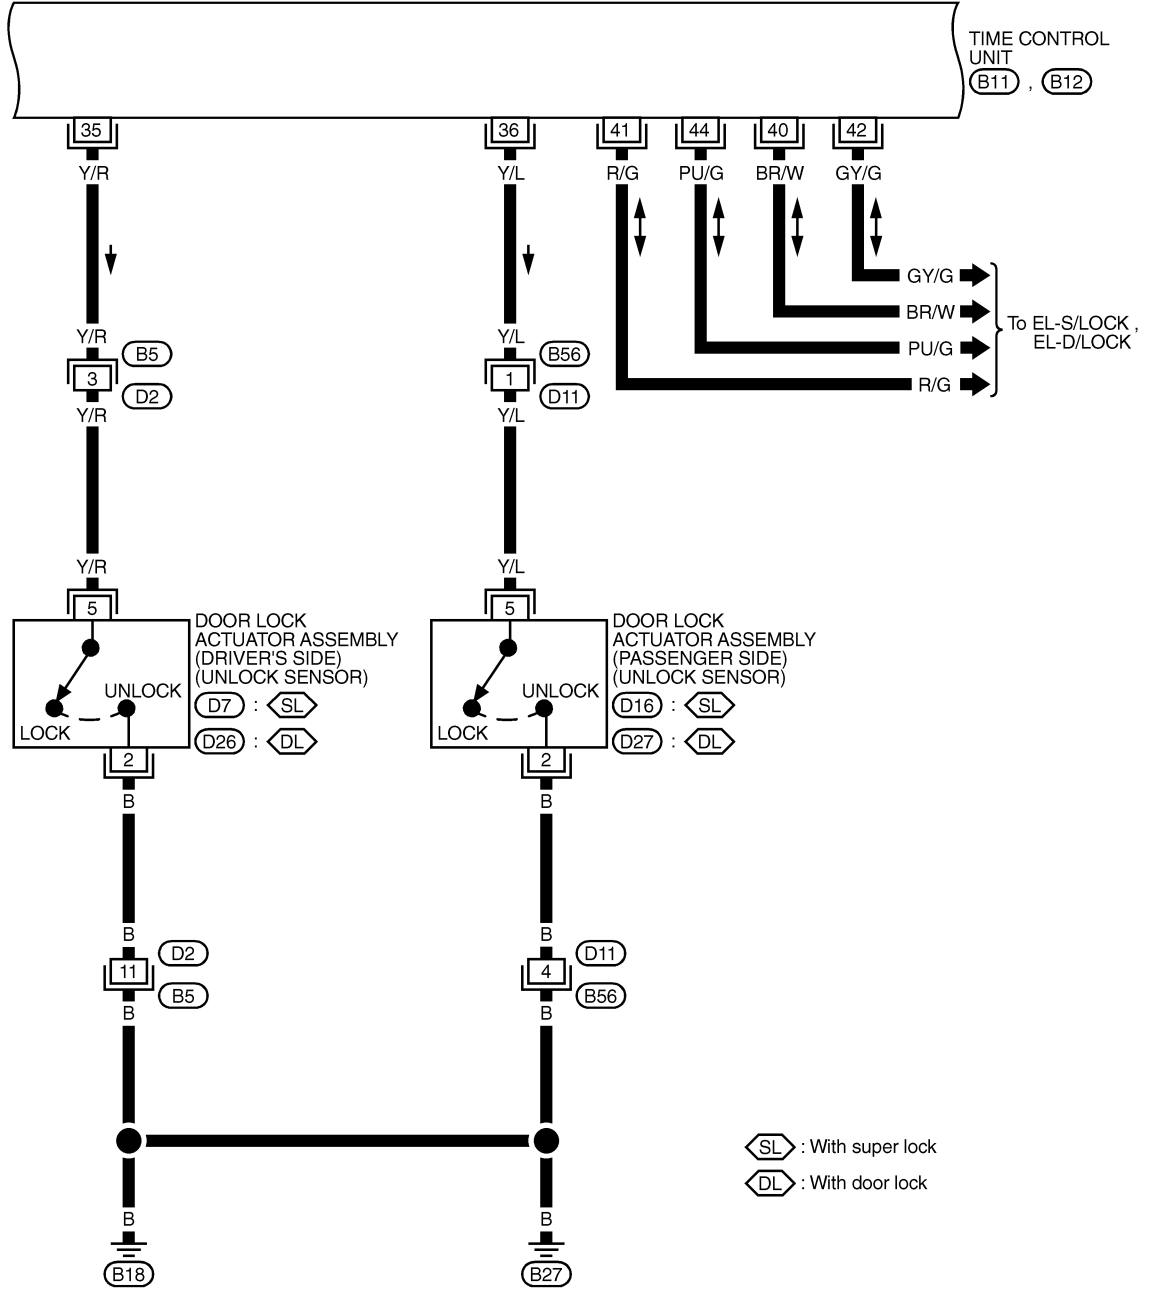 TIME CONTROL
UNIT
B11 , B12
35 36 41 44 40 42
Y/R Y/L R/G PU/G BR/W GY/G
GY/G
BR/W
PU/G
R/G
To EL-S/LOCK ,
EL-D/LOCK
Y/R Y/L
B5 B56
3 1
D2 D11
Y/R Y/L
Y/R Y/L
5 5
DOOR LOCK
ACTUATOR ASSEMBLY
(DRIVER'S SIDE)
(UNLOCK SENSOR)
D7 : SL
D26 : DL
UNLOCK
LOCK
DOOR LOCK
ACTUATOR ASSEMBLY
(PASSENGER SIDE)
(UNLOCK SENSOR)
D16 : SL
D27 : DL
UNLOCK
LOCK
2 2
B B
B B
D2 D11
11 4
B5 B56
B B
SL : With super lock
DL : With door lock
B B
B18 B27